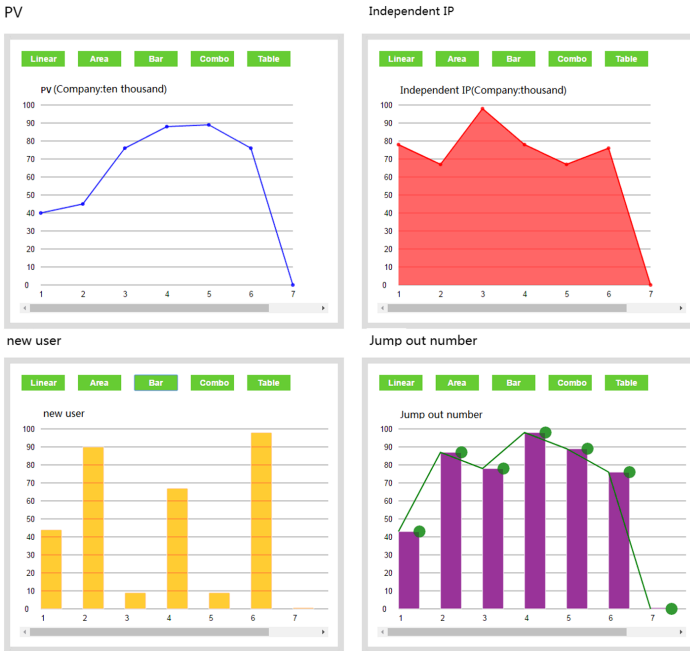 PV
Independent IP
Linear Area Bar Combo Table
PV (Company:ten thousand)
100
90
80
70
60
50
40
30
20
10
0
1 2 3 4 5 6 7
Linear Area Bar Combo Table
Independent IP(Company:thousand)
100
90
80
70
60
50
40
30
20
10
0
1 2 3 4 5 6 7
new user
Jump out number
Linear Area Bar Combo Table
new user
100
90
80
70
60
50
40
30
20
10
0
1 2 3 4 5 6 7
Linear Area Bar Combo Table
Jump out number
100
90
80
70
60
50
40
30
20
10
0
1 2 3 4 5 6 7